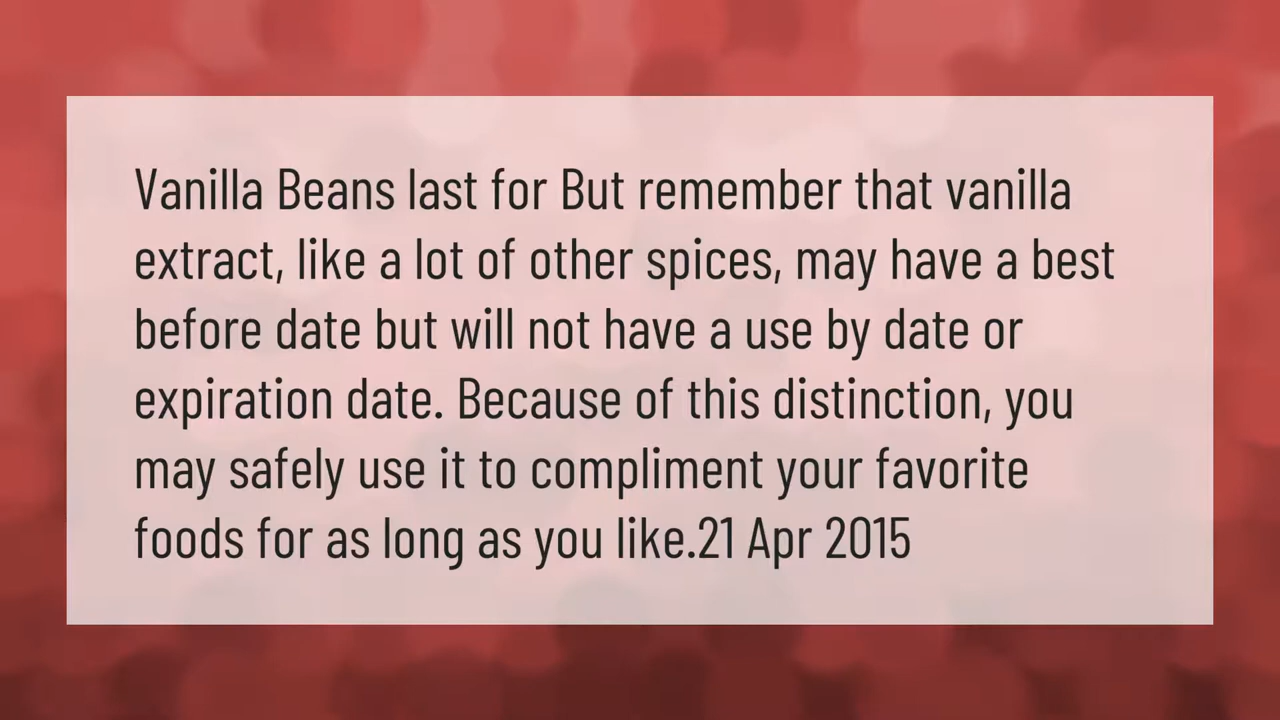 Vanilla Beans last for But remember that vanilla
extract, like a lot of other spices, may have a best
before date but will not have a use by date or
expiration date. Because of this distinction, you
may safely use it to compliment your favorite
foods for as long as you like.21 Apr 2015